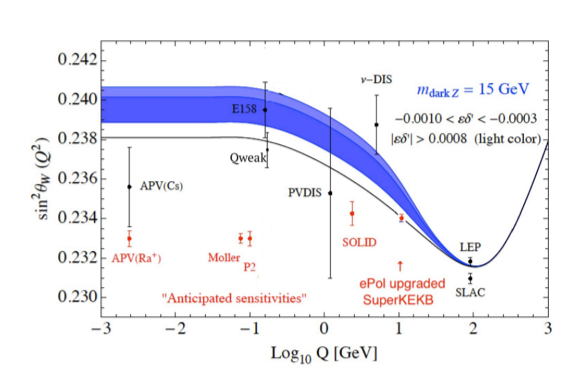 0.242
0.240
0.238
0.236
0.234
0.232
0.230
sin²θ_W (Q²)
ν-DIS
m_dark Z = 15 GeV
−0.0010 < εδ′ < −0.0003
|εδ′| > 0.0008 (light color)
E158
Qweak
APV(Cs)
PVDIS
APV(Ra⁺)
Moller
P2
SOLID
LEP
SLAC
↑
ePol upgraded
SuperKEKB
"Anticipated sensitivities"
−3 −2 −1 0 1 2 3
Log₁₀ Q [GeV]